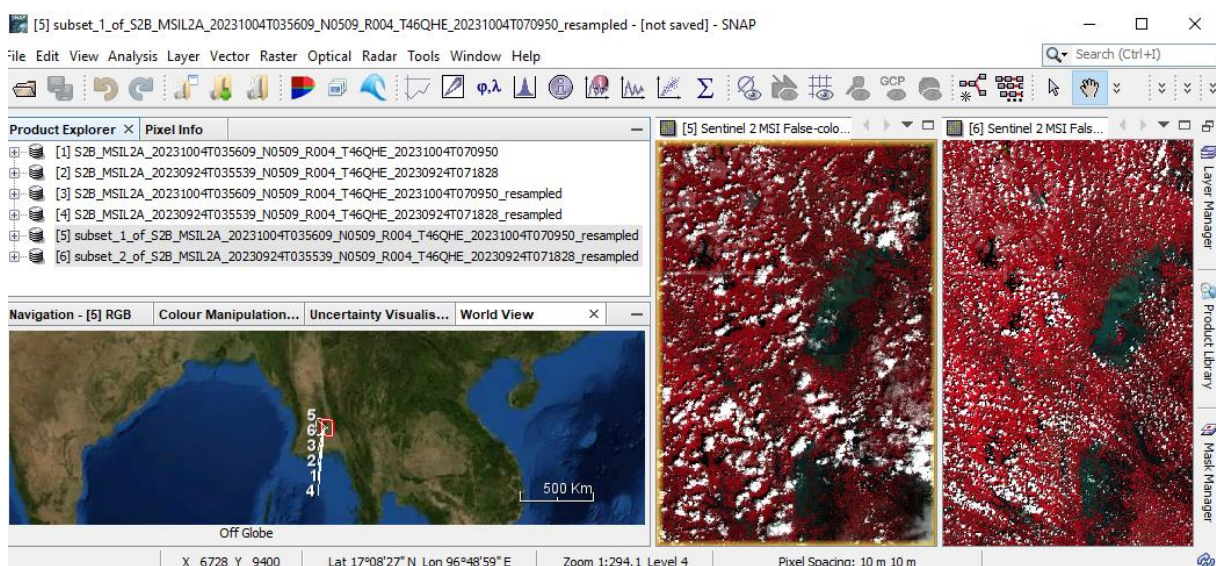 [5] subset_1_of_S2B_MSIL2A_20231004T035609_N0509_R004_T46QHE_20231004T070950_resampled - [not saved] - SNAP
File Edit View Analysis Layer Vector Raster Optical Radar Tools Window Help
Search (Ctrl+I)
φ,λ Σ GCP
Product Explorer × Pixel Info
[1] S2B_MSIL2A_20231004T035609_N0509_R004_T46QHE_20231004T070950
[2] S2B_MSIL2A_20230924T035539_N0509_R004_T46QHE_20230924T071828
[3] S2B_MSIL2A_20231004T035609_N0509_R004_T46QHE_20231004T070950_resampled
[4] S2B_MSIL2A_20230924T035539_N0509_R004_T46QHE_20230924T071828_resampled
[5] subset_1_of_S2B_MSIL2A_20231004T035609_N0509_R004_T46QHE_20231004T070950_resampled
[6] subset_2_of_S2B_MSIL2A_20230924T035539_N0509_R004_T46QHE_20230924T071828_resampled
Navigation - [5] RGB Colour Manipulation... Uncertainty Visualis... World View ×
5
6
3
2
1
4
500 Km
Off Globe
[5] Sentinel 2 MSI False-colo...
[6] Sentinel 2 MSI Fals...
Layer Manager
Product Library
Mask Manager
X 6728 Y 9400 Lat 17°08'27" N Lon 96°48'59" E Zoom 1:294.1 Level 4 Pixel Spacing: 10 m 10 m